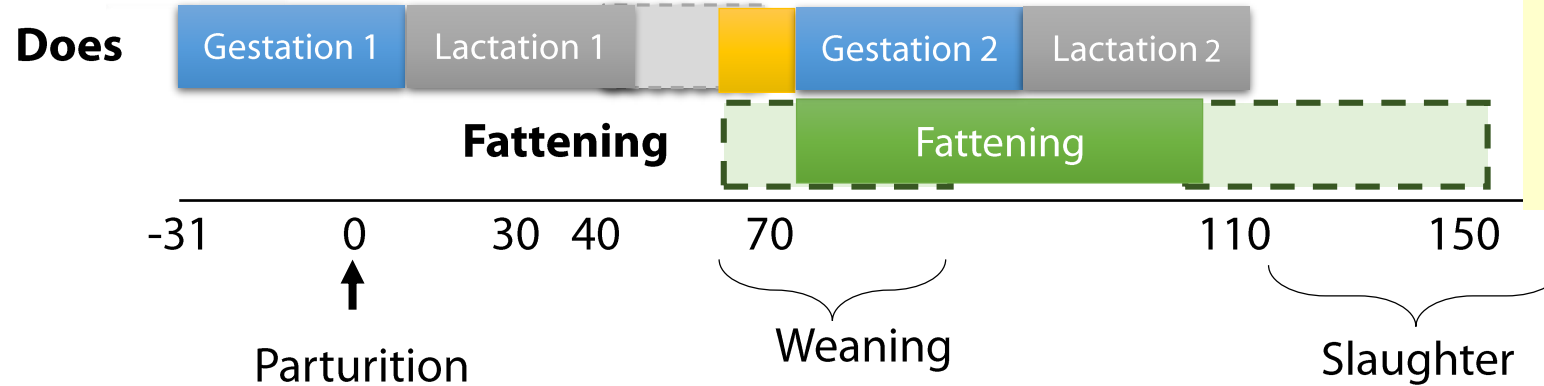 Does
Gestation 1
Lactation 1
Gestation 2
Lactation 2
Fattening
Fattening
-31
0
30
40
70
110
150
Parturition
Weaning
Slaughter